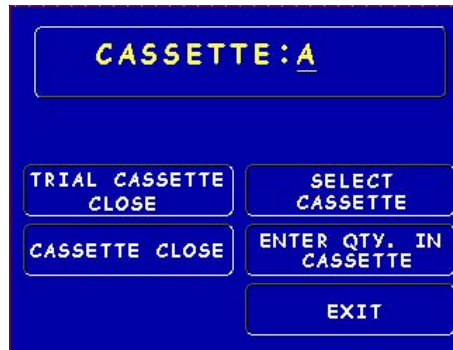 CASSETTE:A
TRIAL CASSETTE
CLOSE
SELECT
CASSETTE
CASSETTE CLOSE
ENTER QTY. IN
CASSETTE
EXIT